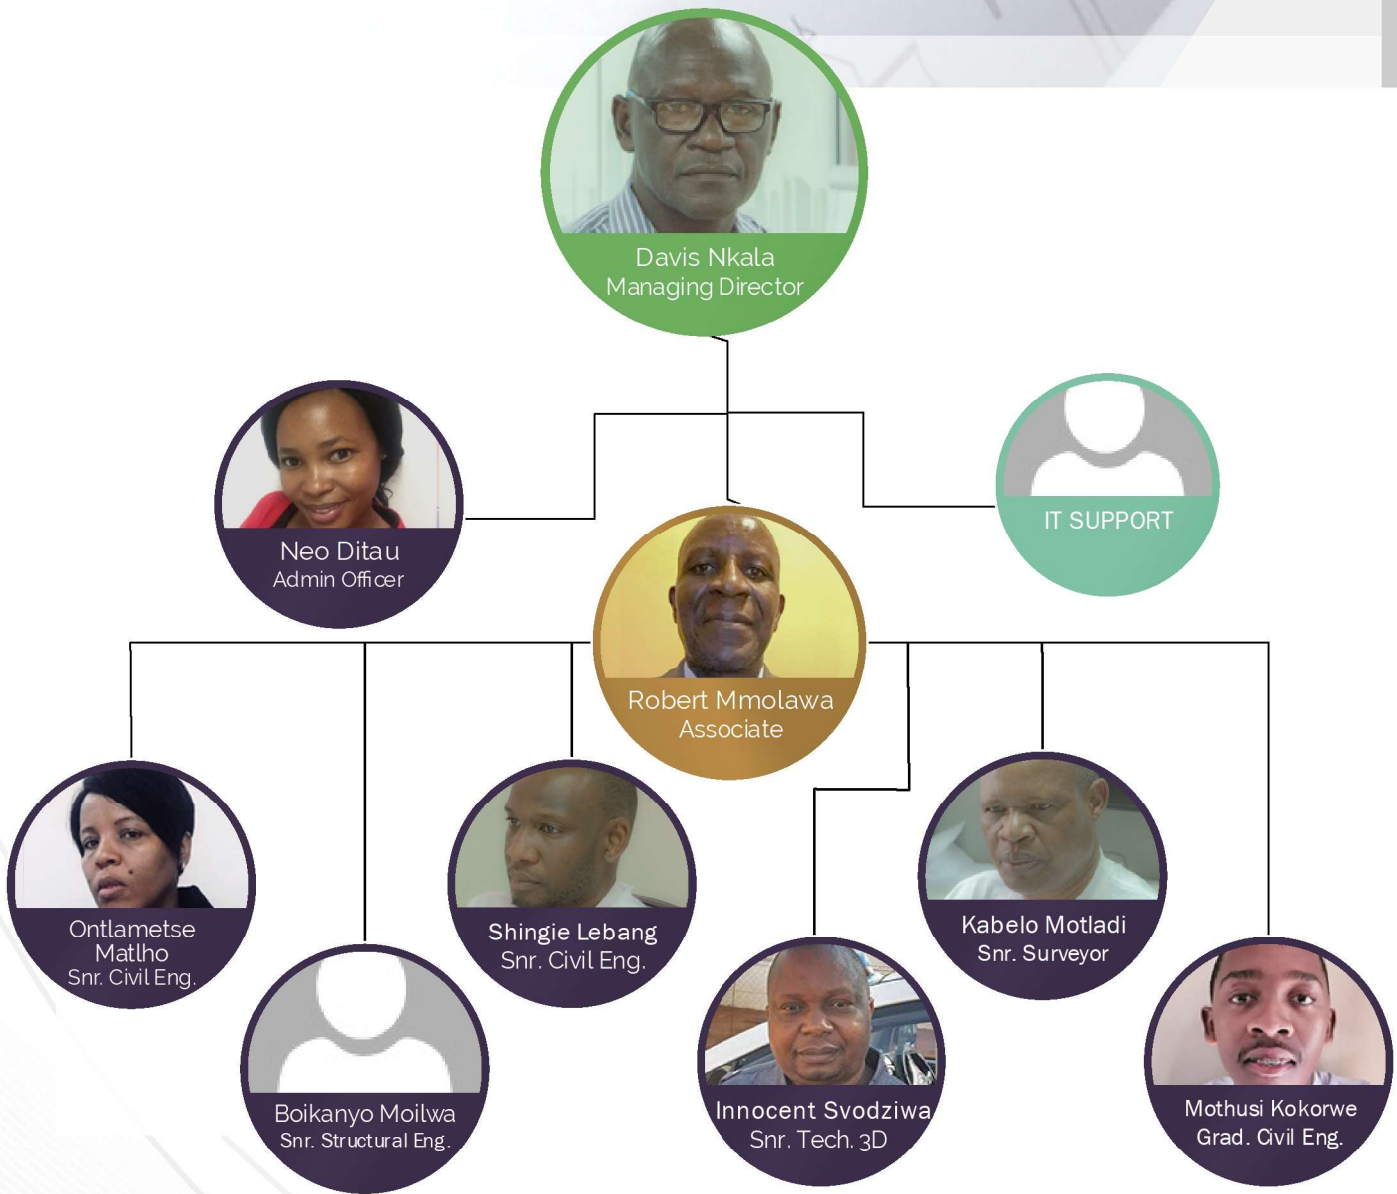 Davis Nkala
Managing Director
Neo Ditau
Admin Officer
IT SUPPORT
Robert Mmolawa
Associate
Ontlametse
Matlho
Snr. Civil Eng.
Shingie Lebang
Snr. Civil Eng.
Kabelo Motladi
Snr. Surveyor
Boikanyo Moilwa
Snr. Structural Eng.
Innocent Svodziwa
Snr. Tech. 3D
Mothusi Kokorwe
Grad. Civil Eng.